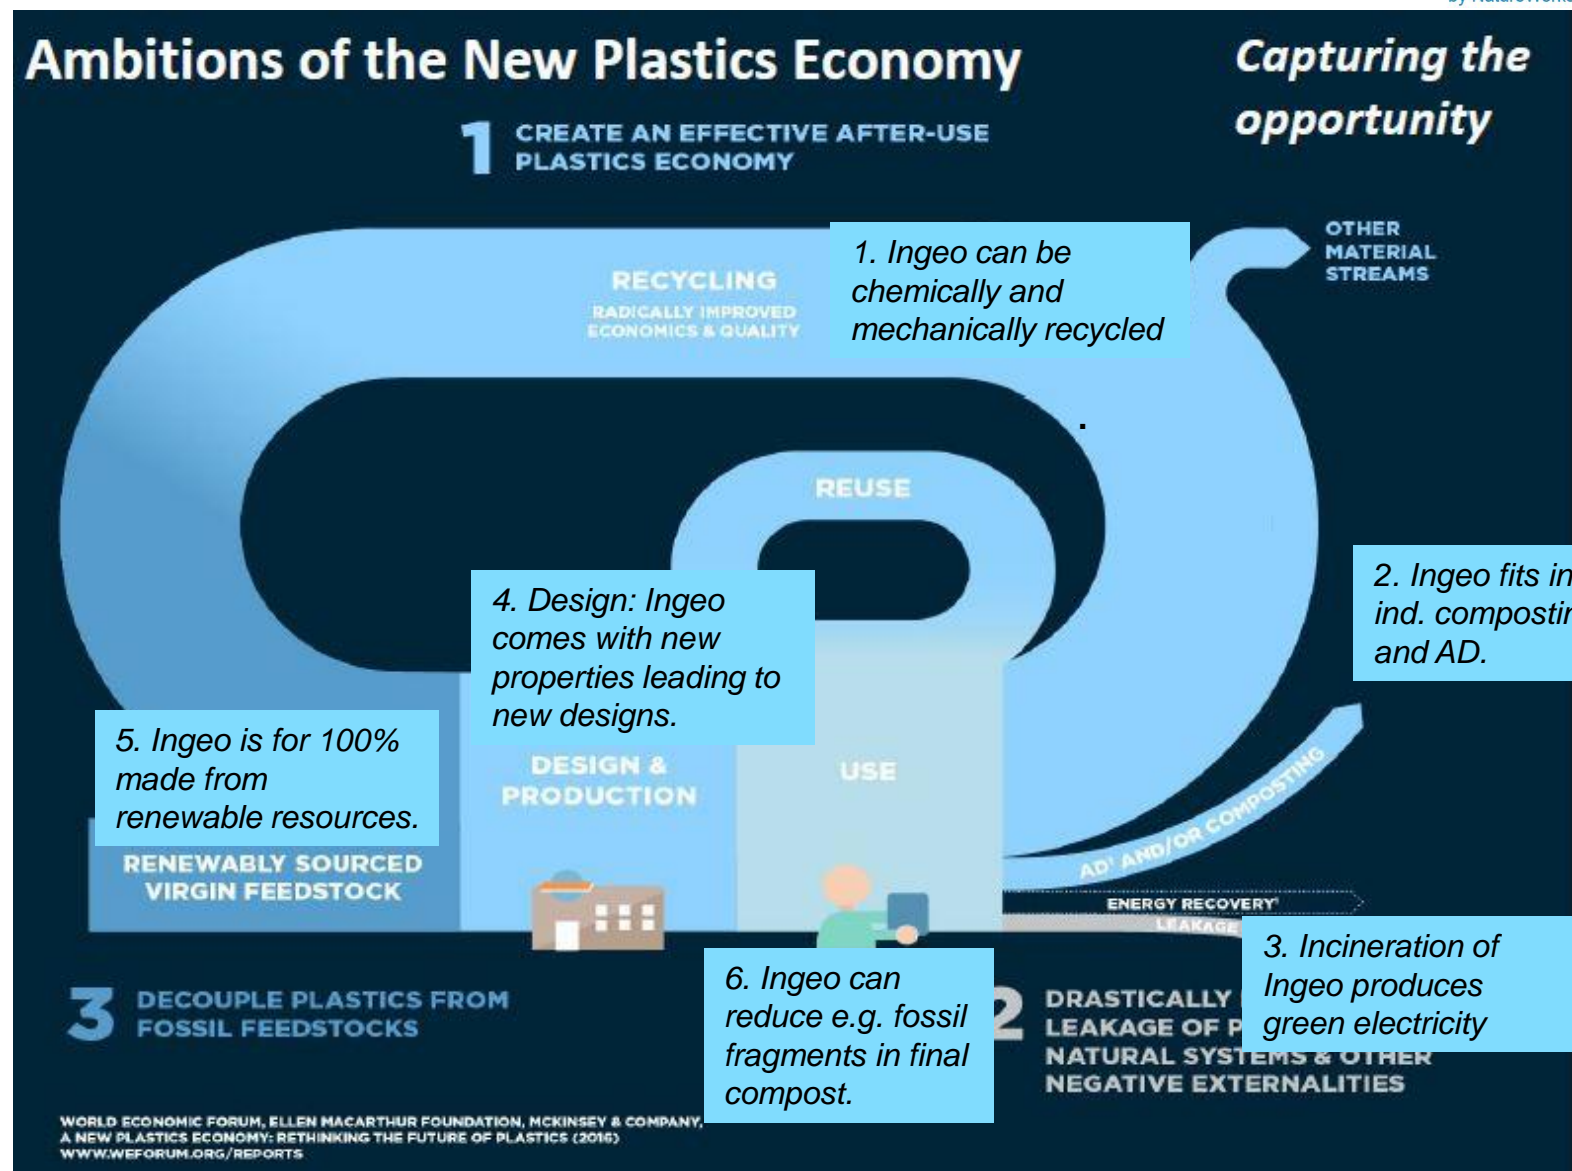 by NatureWorks
Ambitions of the New Plastics Economy
Capturing the
opportunity
1 CREATE AN EFFECTIVE AFTER-USE
PLASTICS ECONOMY
OTHER
MATERIAL
STREAMS
RECYCLING
RADICALLY IMPROVED
ECONOMICS & QUALITY
1. Ingeo can be
chemically and
mechanically recycled
.
REUSE
2. Ingeo fits in
ind.
and AD.
4. Design: Ingeo
comes with new
properties leading to
new designs.
5. Ingeo is for 100%
made from
renewable resources.
DESIGN &
PRODUCTION
USE
AD¹ AND/OR COMPOSTING
RENEWABLY SOURCED
VIRGIN FEEDSTOCK
ENERGY RECOVERY¹
LEAKAGE
3. Incineration of
Ingeo produces
green electricity
6. Ingeo can
reduce e.g. fossil
fragments in final
compost.
3 DECOUPLE PLASTICS FROM
FOSSIL FEEDSTOCKS
2 DRASTICALLY
LEAKAGE OF
NATURAL SYSTEMS & OTHER
NEGATIVE EXTERNALITIES
WORLD ECONOMIC FORUM, ELLEN MACARTHUR FOUNDATION, MCKINSEY & COMPANY,
A NEW PLASTICS ECONOMY: RETHINKING THE FUTURE OF PLASTICS (2016)
WWW.WEFORUM.ORG/REPORTS